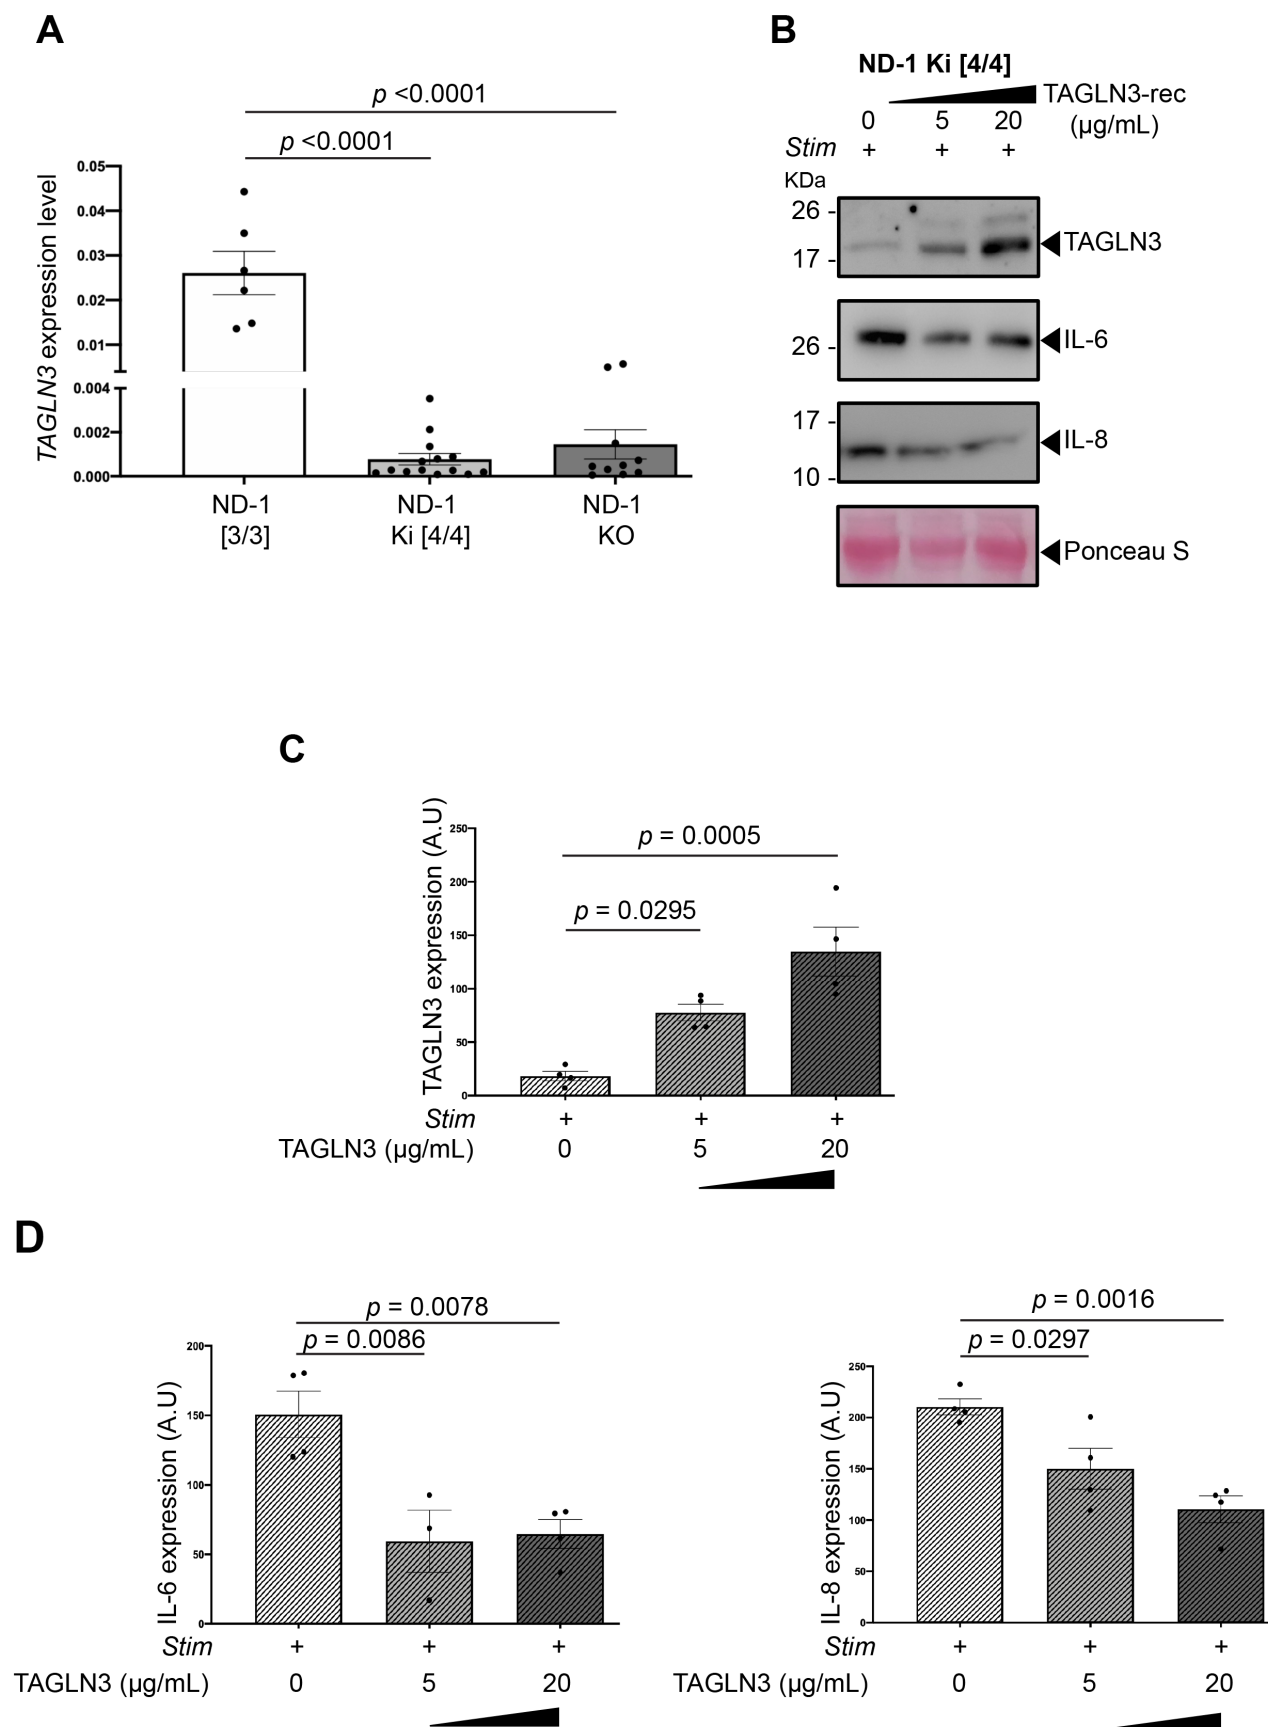 A
p <0.0001
p <0.0001
TAGLN3 expression level
0.05
0.04
0.03
0.02
0.01
0.004
0.002
0.000
ND-1 [3/3]
ND-1 Ki [4/4]
ND-1 KO
B
ND-1 Ki [4/4]
TAGLN3-rec
0 5 20 (µg/mL)
Stim + + +
KDa
26 -
17 -
TAGLN3
26 -
IL-6
17 -
10 -
IL-8
Ponceau S
C
p = 0.0005
p = 0.0295
TAGLN3 expression (A.U)
250
200
150
100
50
0
Stim + + +
TAGLN3 (µg/mL) 0 5 20
D
p = 0.0078
p = 0.0086
IL-6 expression (A.U)
200
150
100
50
0
Stim + + +
TAGLN3 (µg/mL) 0 5 20
p = 0.0016
p = 0.0297
IL-8 expression (A.U)
250
200
150
100
50
0
+ + +
TAGLN3 (µg/mL) 0 5 20